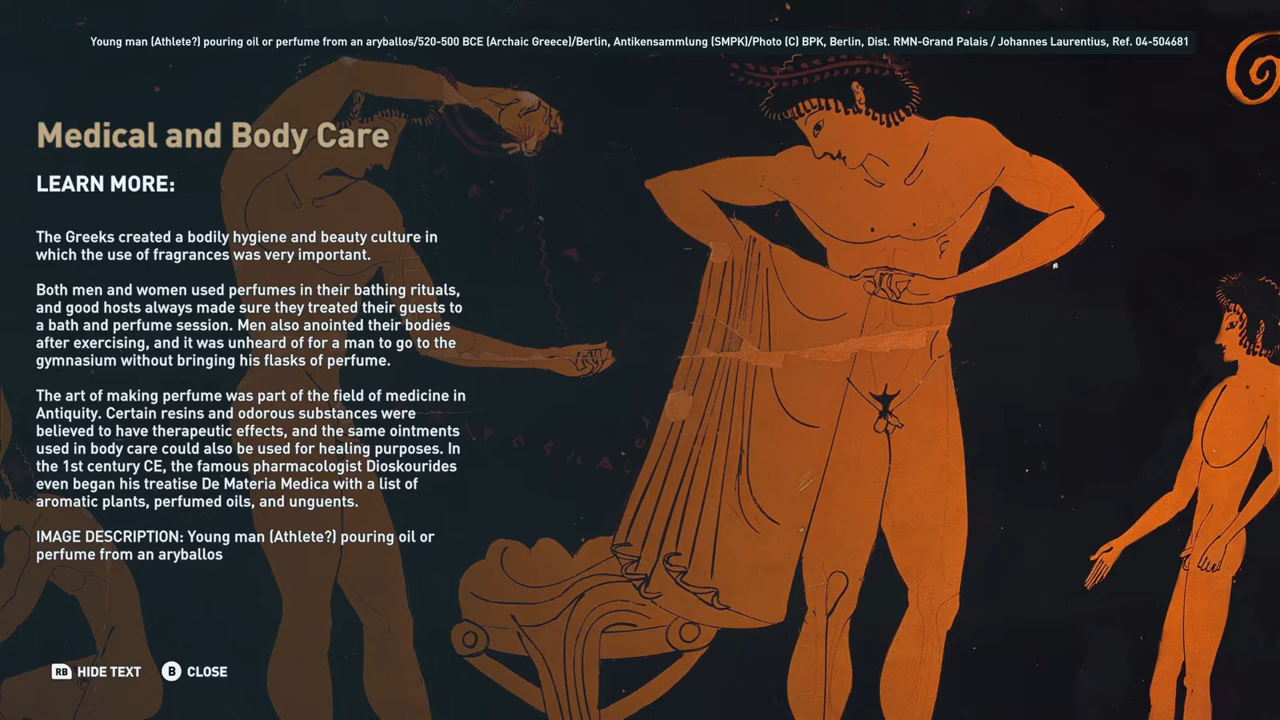 Young man (Athlete?) pouring oil or perfume from an aryballos/520-500 BCE (Archaic Greece)/Berlin, Antikensammlung (SMPK)/Photo (C) BPK, Berlin, Dist. RMN-Grand Palais / Johannes Laurentius, Ref. 04-504681
Medical and Body Care
LEARN MORE:
The Greeks created a bodily hygiene and beauty culture in
which the use of fragrances was very important.
Both men and women used perfumes in their bathing rituals,
and good hosts always made sure they treated their guests to
a bath and perfume session. Men also anointed their bodies
after exercising, and it was unheard of for a man to go to the
gymnasium without bringing his flasks of perfume.
The art of making perfume was part of the field of medicine in
Antiquity. Certain resins and odorous substances were
believed to have therapeutic effects, and the same ointments
used in body care could also be used for healing purposes. In
the 1st century CE, the famous pharmacologist Dioskourides
even began his treatise De Materia Medica with a list of
aromatic plants, perfumed oils, and unguents.
IMAGE DESCRIPTION: Young man (Athlete?) pouring oil or
perfume from an aryballos
RB HIDE TEXT B CLOSE